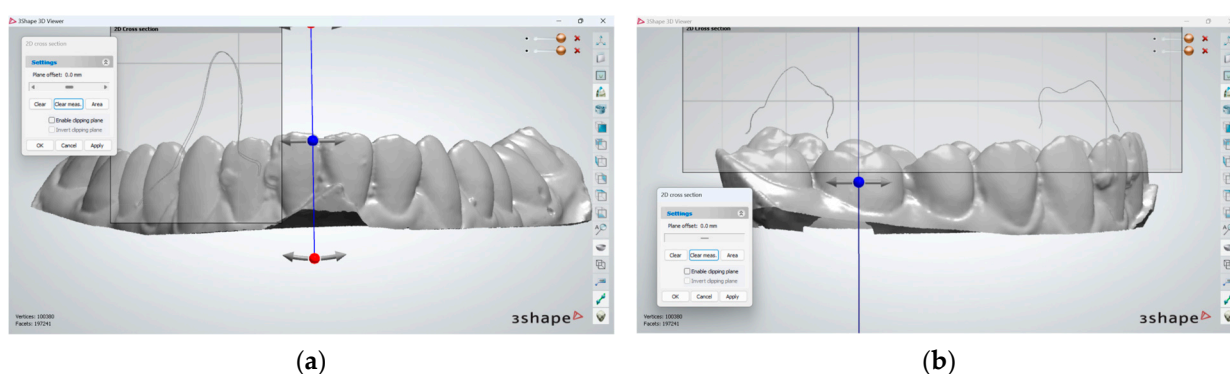 3Shape 3D Viewer
2D Cross section
2D cross section
Settings
Plane offset: 0.0 mm
Clear
Clear meas.
Area
Enable clipping plane
Invert clipping plane
OK
Cancel
Apply
Vertices: 100380
Facets: 197241
3shape
(a)
3Shape 3D Viewer
2D Cross section
2D cross section
Settings
Plane offset: 0.0 mm
Clear
Clear meas.
Area
Enable clipping plane
Invert clipping plane
OK
Cancel
Apply
Vertices: 100380
Facets: 197241
3shape
(b)